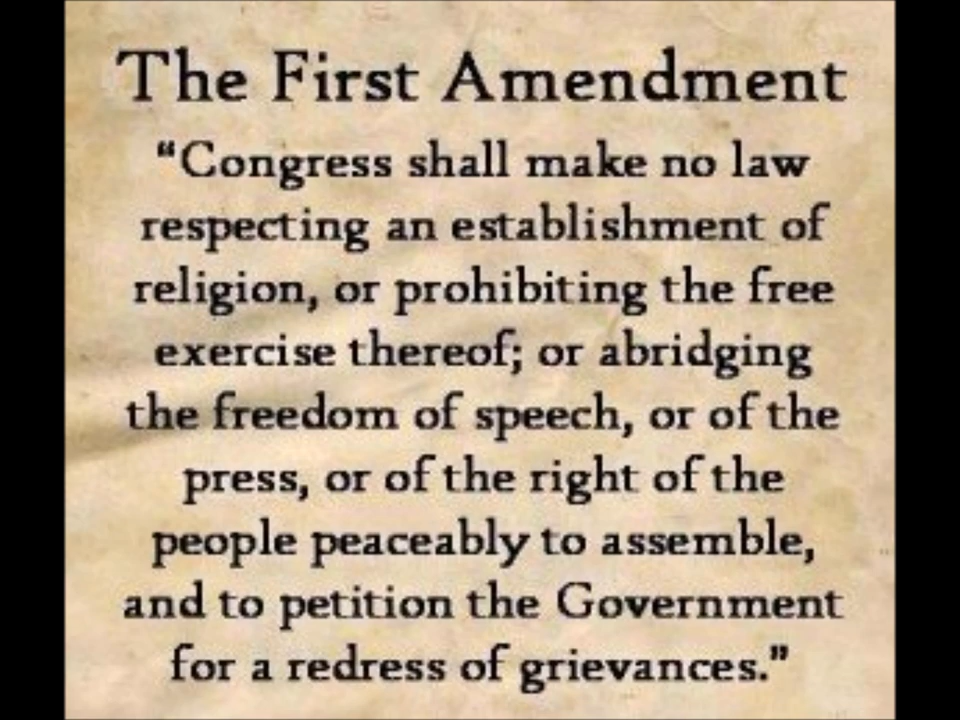 The First Amendment
“Congress shall make no law
respecting an establishment of
religion, or prohibiting the free
exercise thereof; or abridging
the freedom of speech, or of the
press, or of the right of the
people peaceably to assemble,
and to petition the Government
for a redress of grievances.”